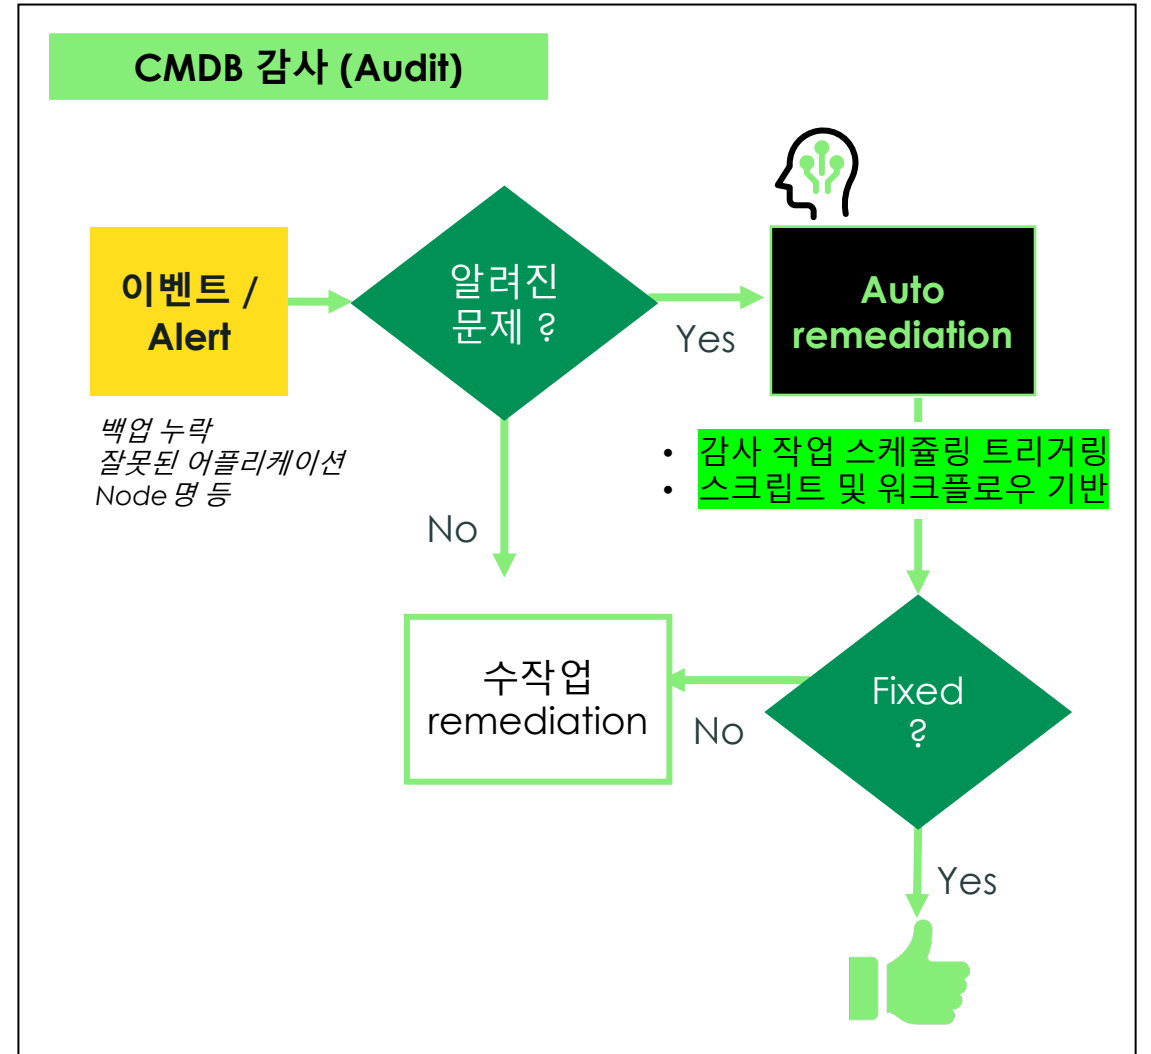 CMDB 감사 (Audit)
이벤트 /
Alert
백업 누락
잘못된 어플리케이션
Node명 등
알려진
문제 ?
Yes
Auto
remediation
• 감사 작업 스케쥴링 트리거링
• 스크립트 및 워크플로우 기반
No
수작업
remediation
No
Fixed
?
Yes